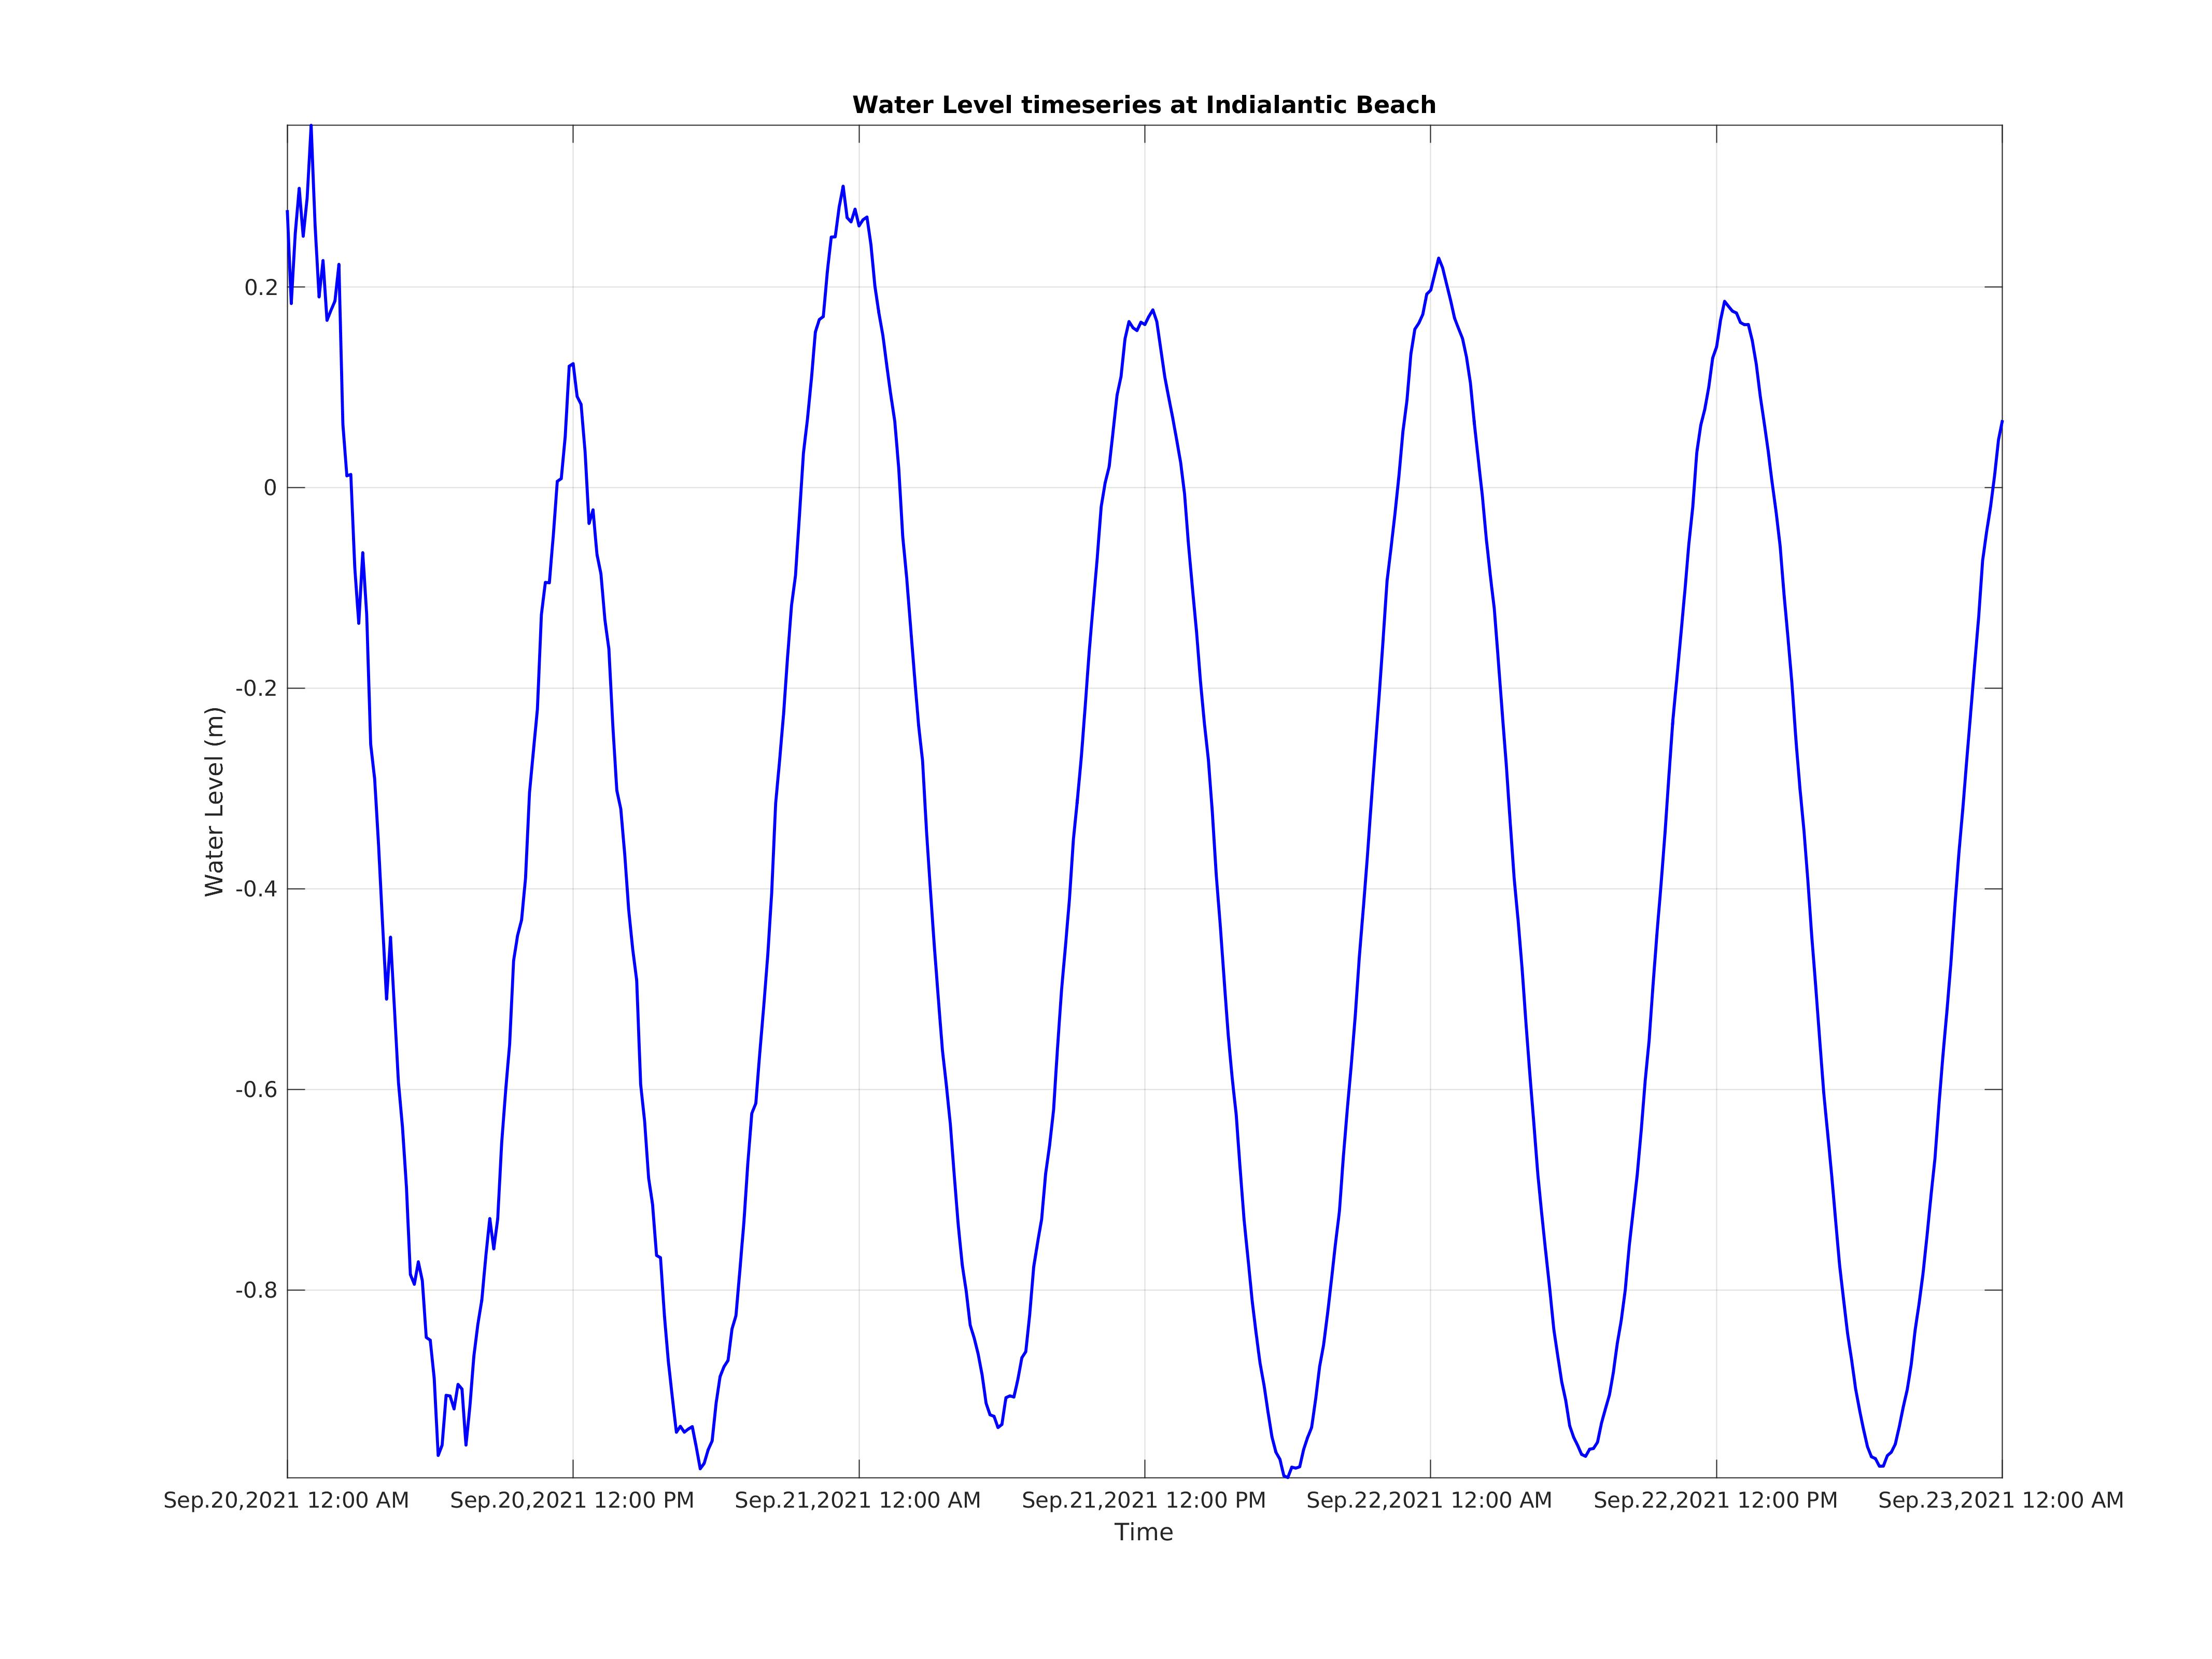 Water Level timeseries at Indialantic Beach
Water Level (m)
0.2
0
-0.2
-0.4
-0.6
-0.8
Sep.20,2021 12:00 AM
Sep.20,2021 12:00 PM
Sep.21,2021 12:00 AM
Sep.21,2021 12:00 PM
Sep.22,2021 12:00 AM
Sep.22,2021 12:00 PM
Sep.23,2021 12:00 AM
Time